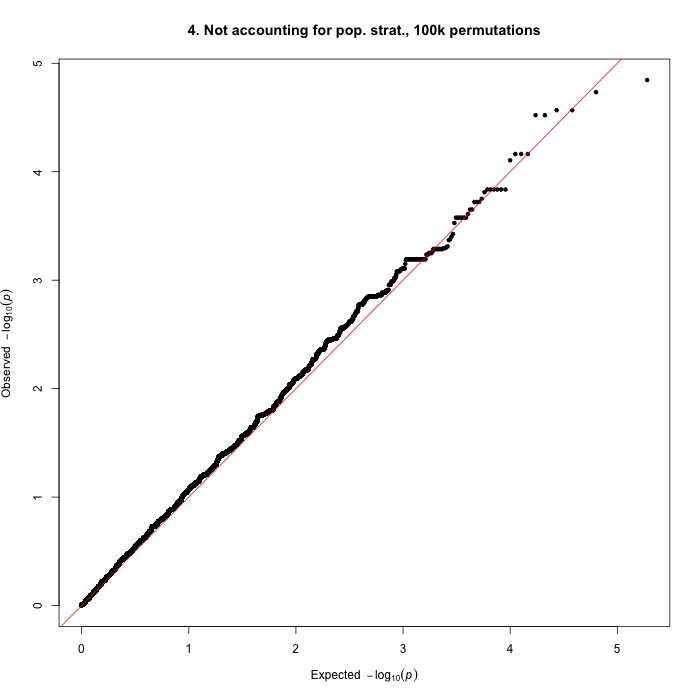 4. Not accounting for pop. strat., 100k permutations
5
4
3
2
1
0
Observed −log₁₀(p)
0 1 2 3 4 5
Expected −log₁₀(p)